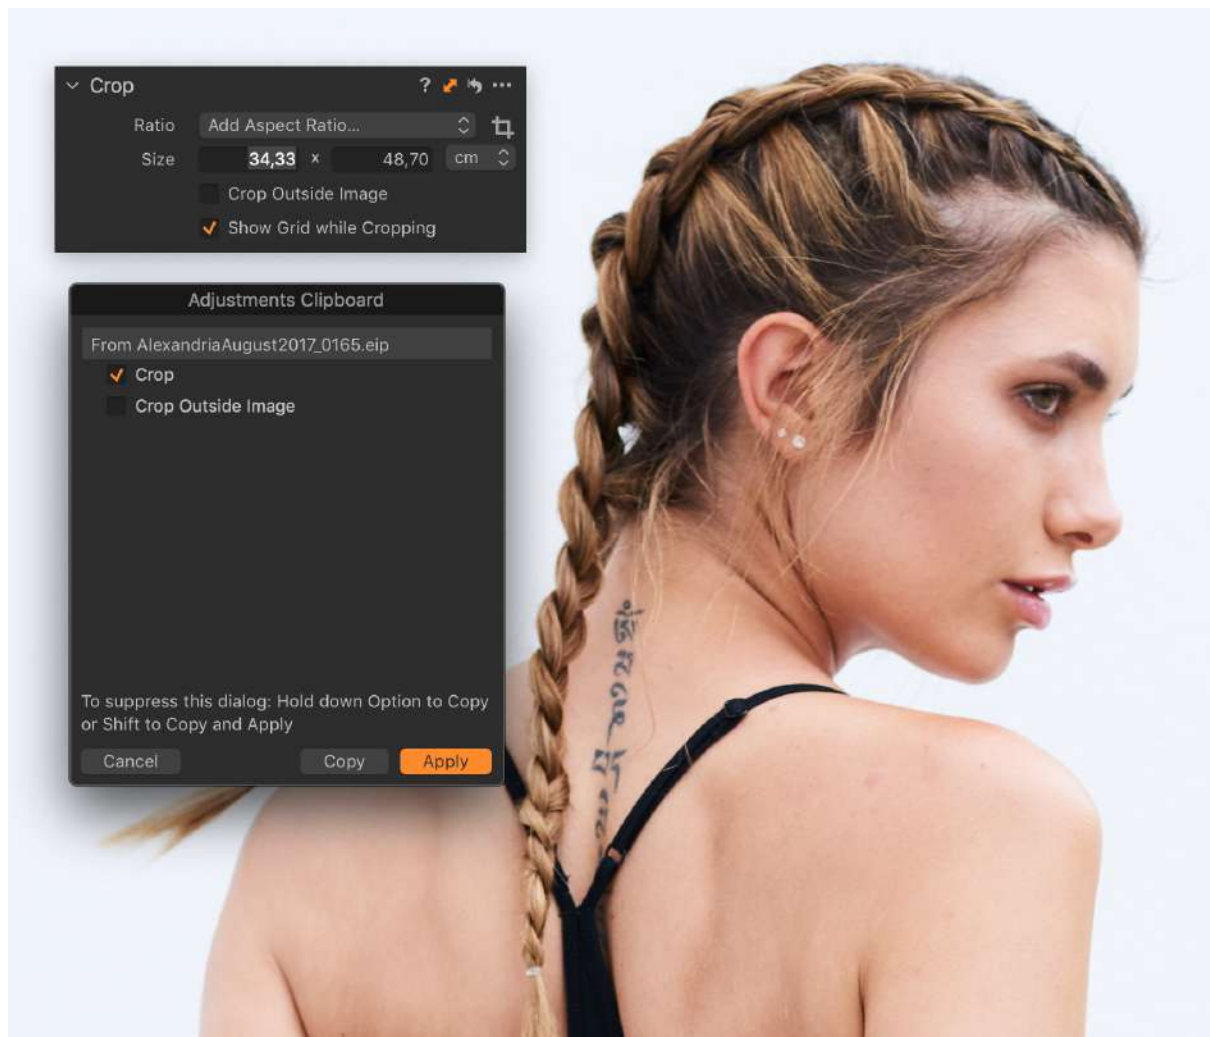 Crop
?
Ratio Add Aspect Ratio...
Size 34,33 x 48,70 cm
Crop Outside Image
Show Grid while Cropping
Adjustments Clipboard
From AlexandriaAugust2017_0165.eip
Crop
Crop Outside Image
To suppress this dialog: Hold down Option to Copy
or Shift to Copy and Apply
Cancel Copy Apply